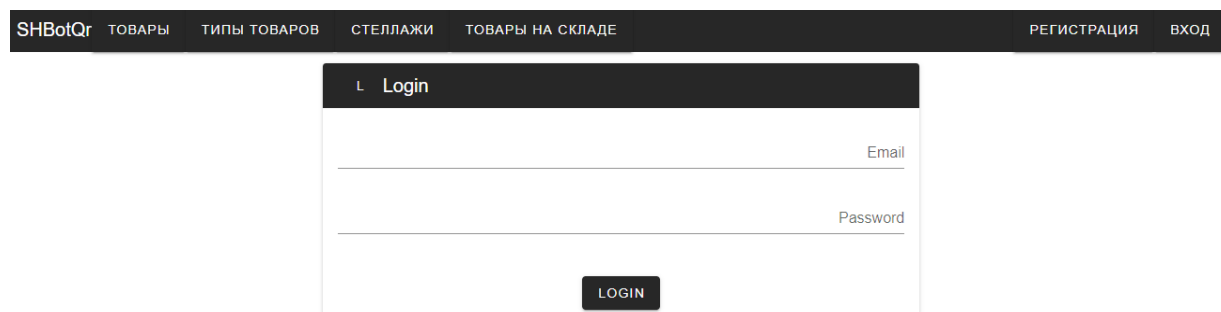 SHBotQr ТОВАРЫ ТИПЫ ТОВАРОВ СТЕЛЛАЖИ ТОВАРЫ НА СКЛАДЕ РЕГИСТРАЦИЯ ВХОД
L Login
Email
Password
LOGIN